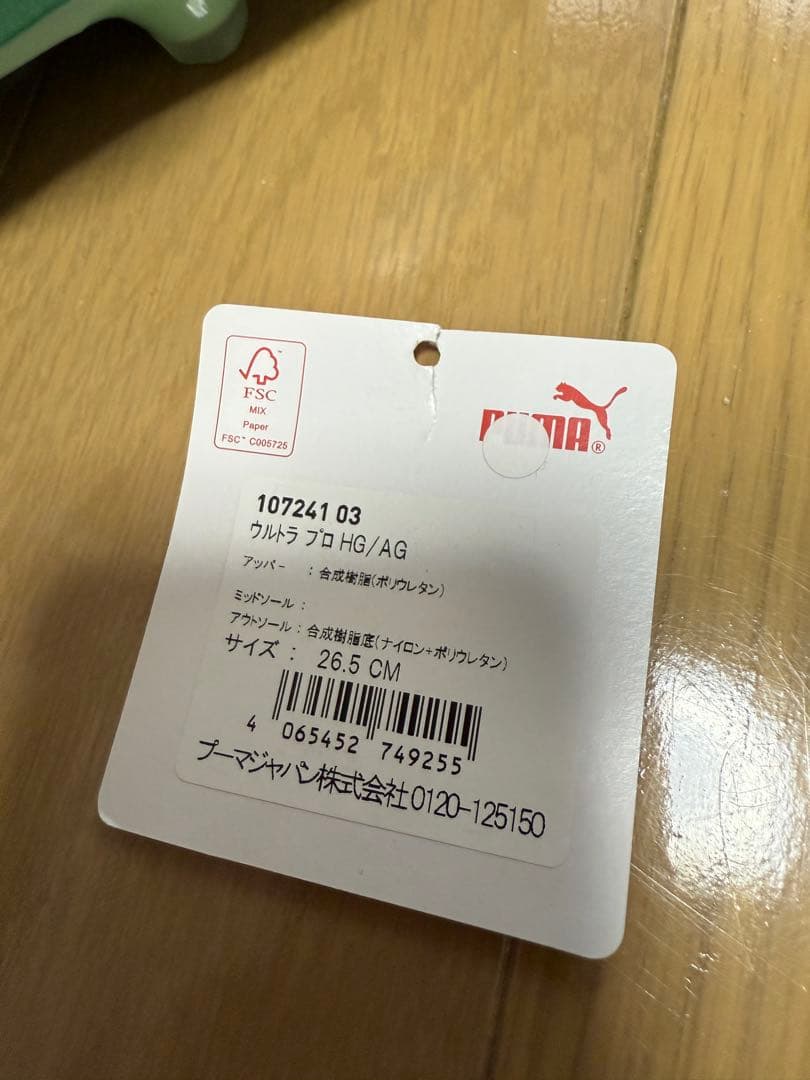 FSC™
MIX
Paper
FSC™ C005725
PUMA®
107241 03
ウルトラ プロ HG/AG
アッパー : 合成樹脂(ポリウレタン)
ミッドソール :
アウトソール : 合成樹脂底(ナイロン+ポリウレタン)
サイズ : 26.5 CM
4 065452 749255
プーマジャパン株式会社 0120-125150